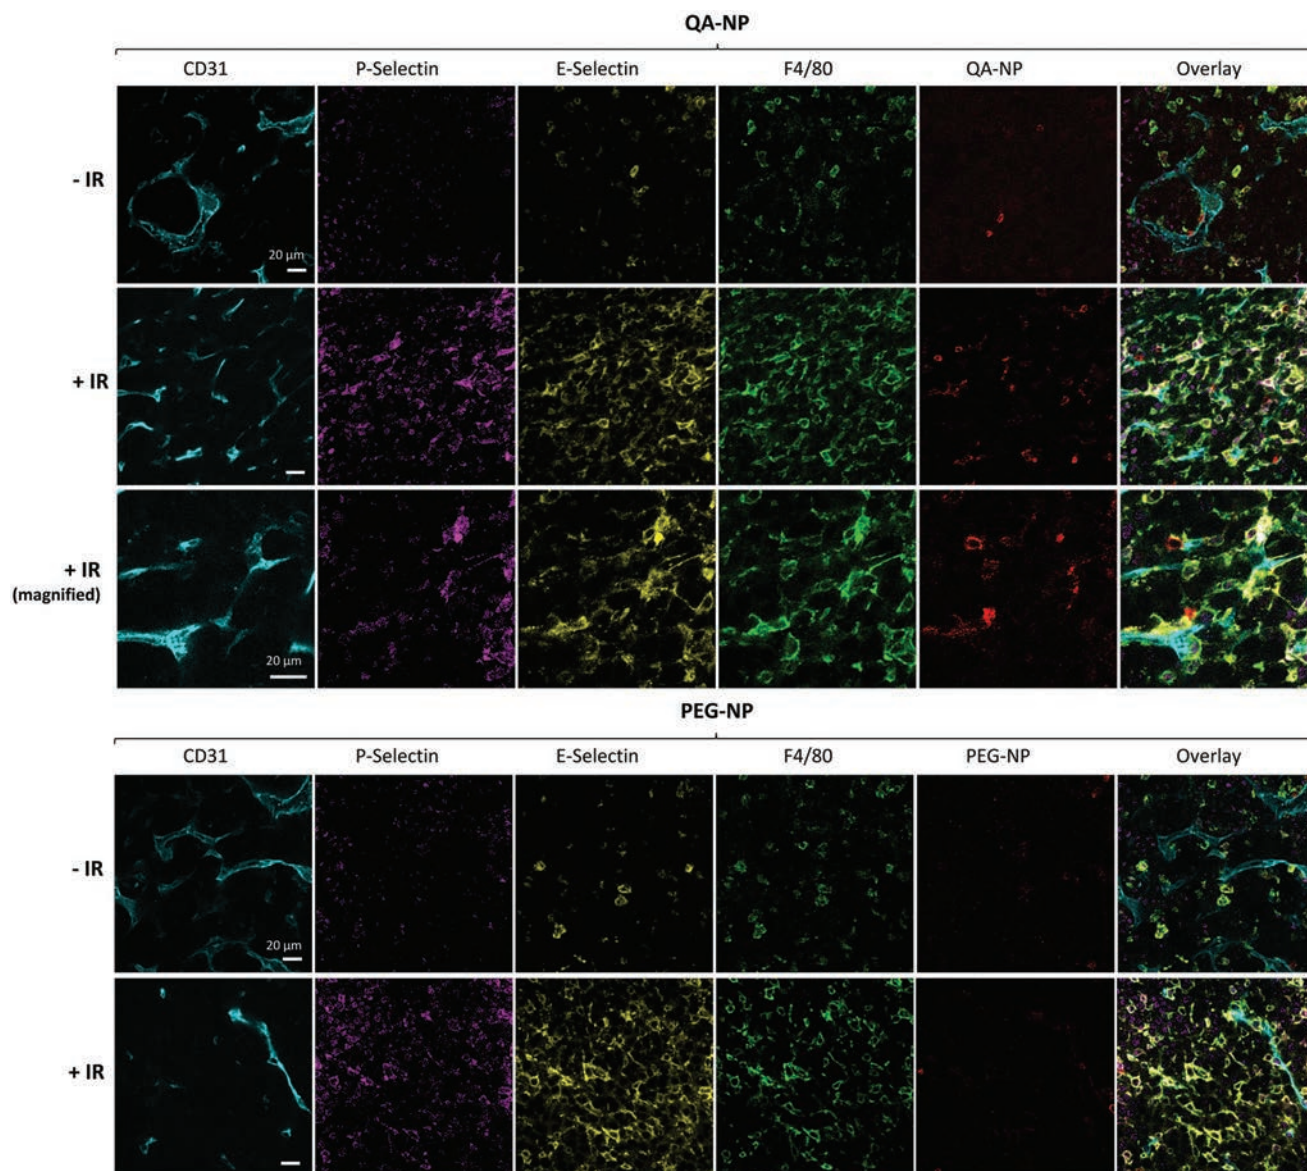 QA-NP
CD31 P-Selectin E-Selectin F4/80 QA-NP Overlay
- IR
20 µm
+ IR
+ IR
(magnified)
20 µm
PEG-NP
CD31 P-Selectin E-Selectin F4/80 PEG-NP Overlay
- IR
20 µm
+ IR